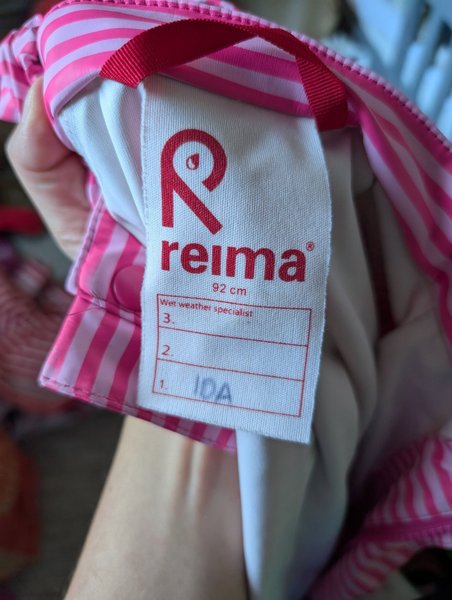 reima®
92 cm
Wet weather specialist
3.
2.
1. IDA